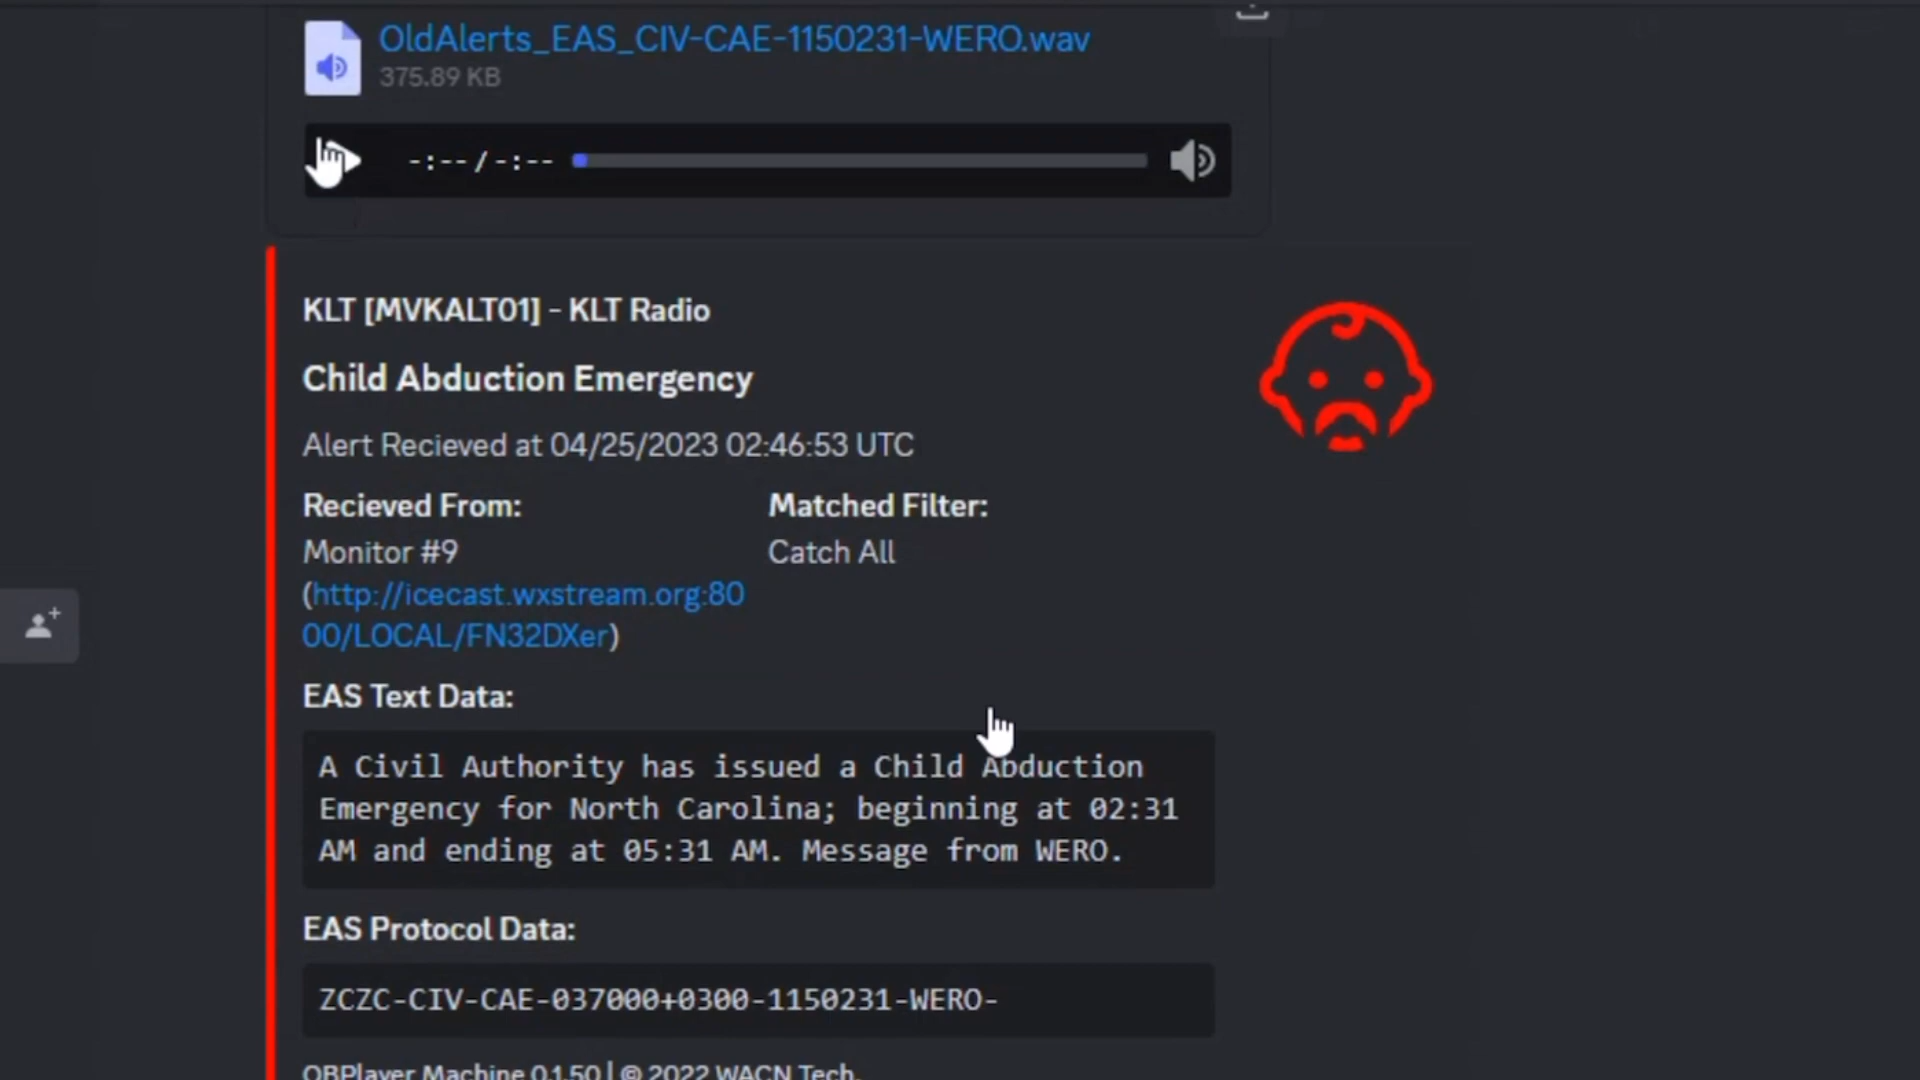 OldAlerts_EAS_CIV-CAE-1150231-WERO.wav
375.89 KB
-:-- / -:--
KLT [MVKALT01] - KLT Radio
Child Abduction Emergency
Alert Recieved at 04/25/2023 02:46:53 UTC
Recieved From: Matched Filter:
Monitor #9 Catch All
(http://icecast.wxstream.org:80
00/LOCAL/FN32DXer)
EAS Text Data:
A Civil Authority has issued a Child Abduction
Emergency for North Carolina; beginning at 02:31
AM and ending at 05:31 AM. Message from WERO.
EAS Protocol Data:
ZCZC-CIV-CAE-037000+0300-1150231-WERO-
OBPlayer Machine 0.1.50 | © 2022 WACN Tech.